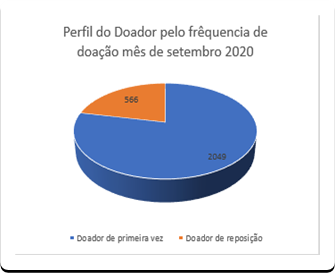 Perfil do Doador pelo frêquencia de
doação mês de setembro 2020
566
2049
Doador de primeira vez Doador de reposição